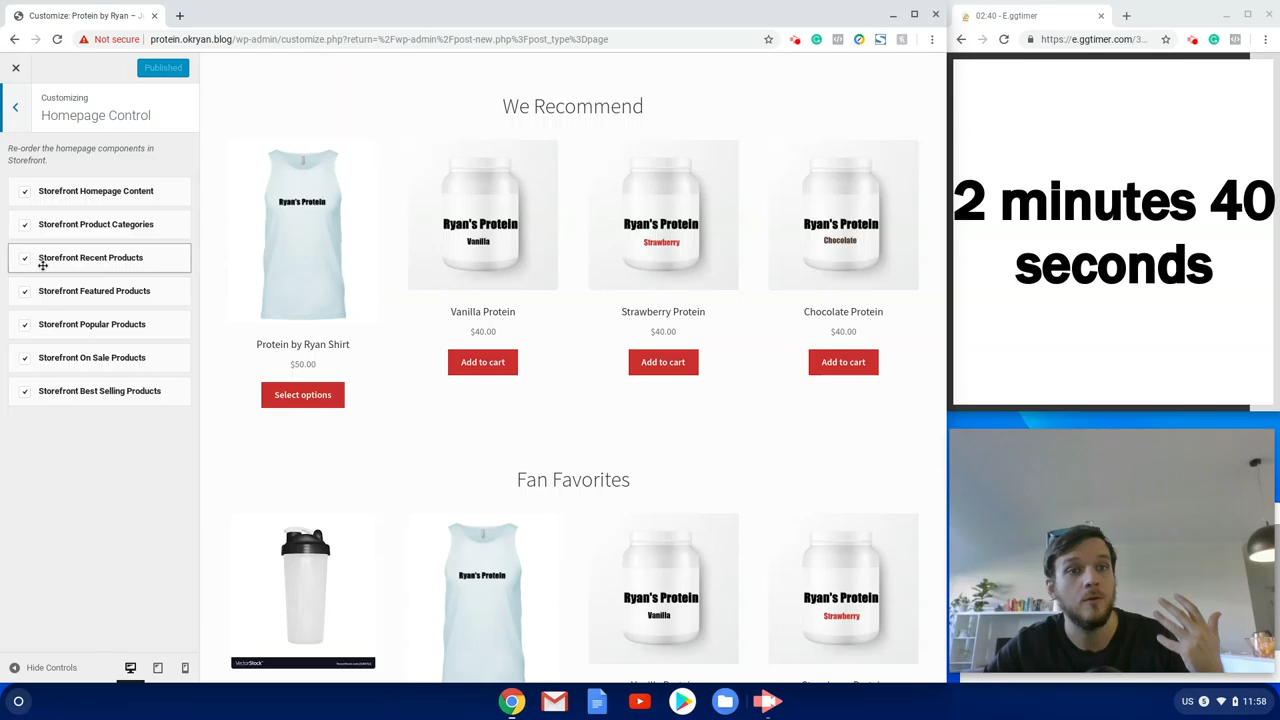 Customize: Protein by Ryan – J
02:40 - E.ggtimer
Not secure
protein.okryan.blog/wp-admin/customize.php?return=%2Fwp-admin%2Fpost-new.php%3Fpost_type%3Dpage
https://e.ggtimer.com/3...
Published
Customizing
Homepage Control
Re-order the homepage components in
Storefront.
Storefront Homepage Content
Storefront Product Categories
Storefront Recent Products
Storefront Featured Products
Storefront Popular Products
Storefront On Sale Products
Storefront Best Selling Products
Hide Controls
We Recommend
Ryan's Protein
Ryan's Protein
Vanilla
Ryan's Protein
Strawberry
Ryan's Protein
Chocolate
Protein by Ryan Shirt
$50.00
Select options
Vanilla Protein
$40.00
Add to cart
Strawberry Protein
$40.00
Add to cart
Chocolate Protein
$40.00
Add to cart
Fan Favorites
VectorStock
Ryan's Protein
Ryan's Protein
Vanilla
Ryan's Protein
Strawberry
2 minutes 40
seconds
US
11:58